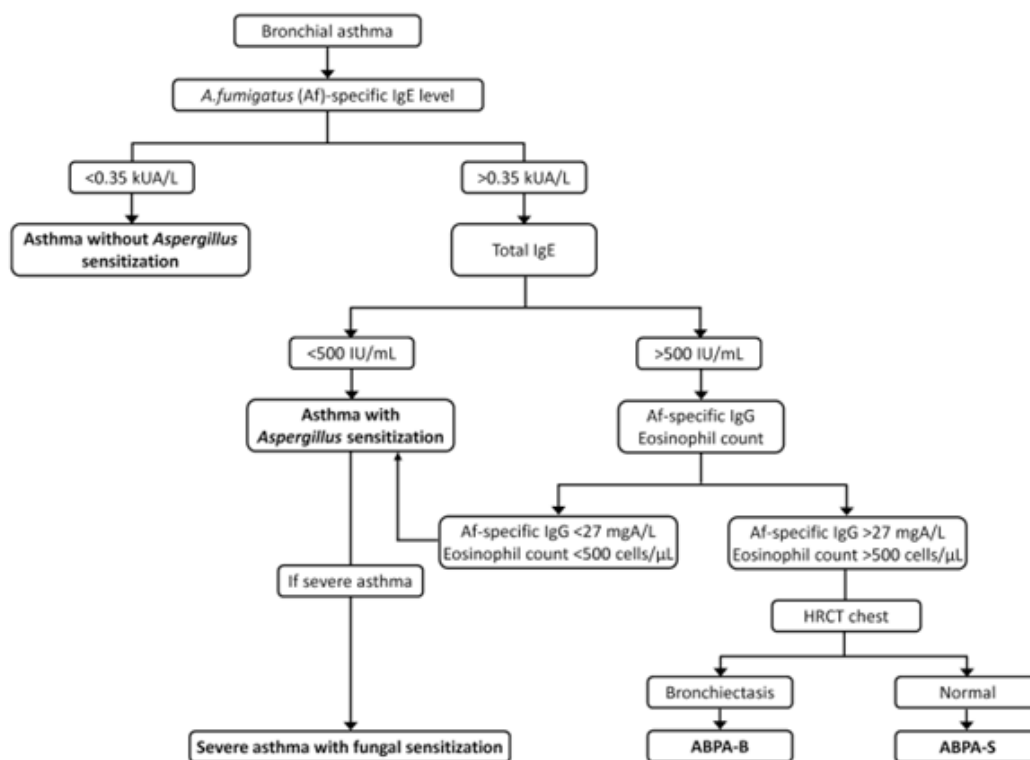 Bronchial asthma
A.fumigatus (Af)-specific IgE level
<0.35 kUA/L
>0.35 kUA/L
Asthma without Aspergillus
sensitization
Total IgE
<500 IU/mL
>500 IU/mL
Asthma with
Aspergillus sensitization
Af-specific IgG
Eosinophil count
Af-specific IgG <27 mgA/L
Eosinophil count <500 cells/µL
Af-specific IgG >27 mgA/L
Eosinophil count >500 cells/µL
If severe asthma
HRCT chest
Bronchiectasis
Normal
Severe asthma with fungal sensitization
ABPA-B
ABPA-S